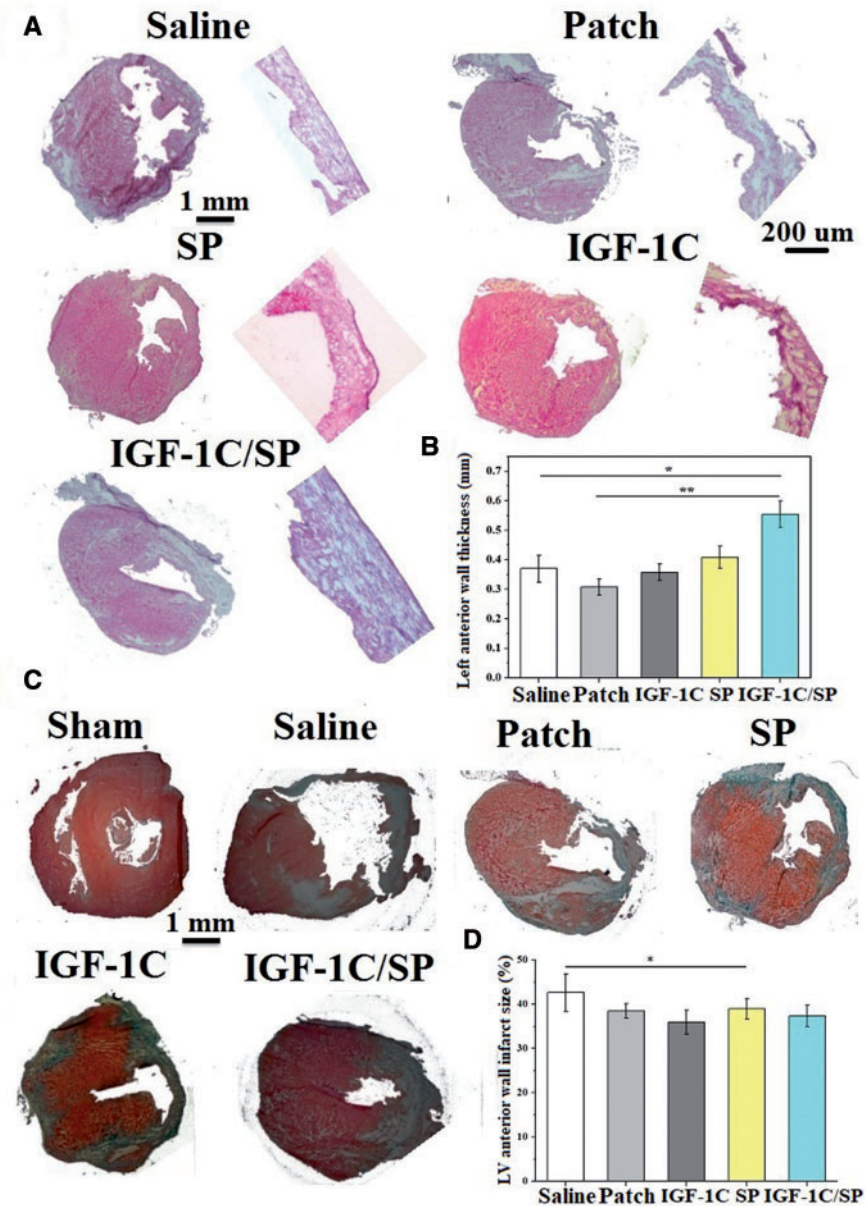 A
Saline
Patch
1 mm
200 um
SP
IGF-1C
IGF-1C/SP
B
Left anterior wall thickness (mm)
0.7
0.6
0.5
0.4
0.3
0.2
0.1
0.0
*
**
Saline Patch IGF-1C SP IGF-1C/SP
C
Sham
Saline
Patch
SP
1 mm
IGF-1C
IGF-1C/SP
D
LV anterior wall infarct size (%)
50
40
30
20
10
0
*
Saline Patch IGF-1C SP IGF-1C/SP